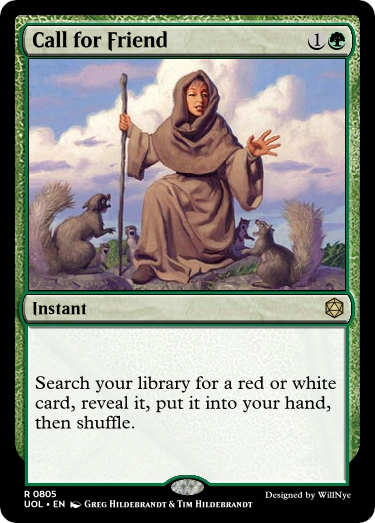 Call for Friend 1
Instant
Search your library for a red or white
card, reveal it, put it into your hand,
then shuffle.
R 0805
UOL • EN Greg Hildebrandt & Tim Hildebrandt
Designed by WillNye